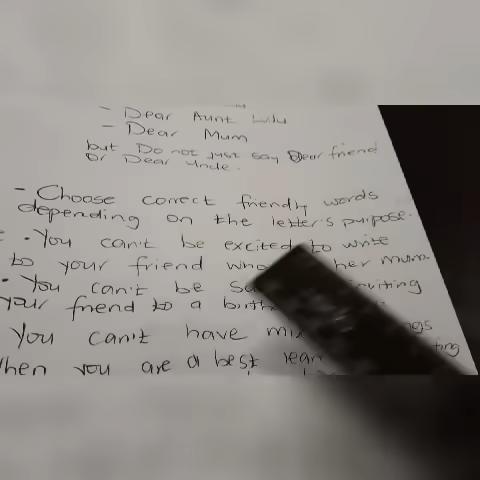 - Dear Aunt Lulu
- Dear Mum
but Do not just say Dear friend
or Dear uncle.
- Choose correct friendly words
depending on the letter's purpose.
• You can't be excited to write
to your friend who her mum
• You can't be inviting
your friend to a
You can't have
when you are a best